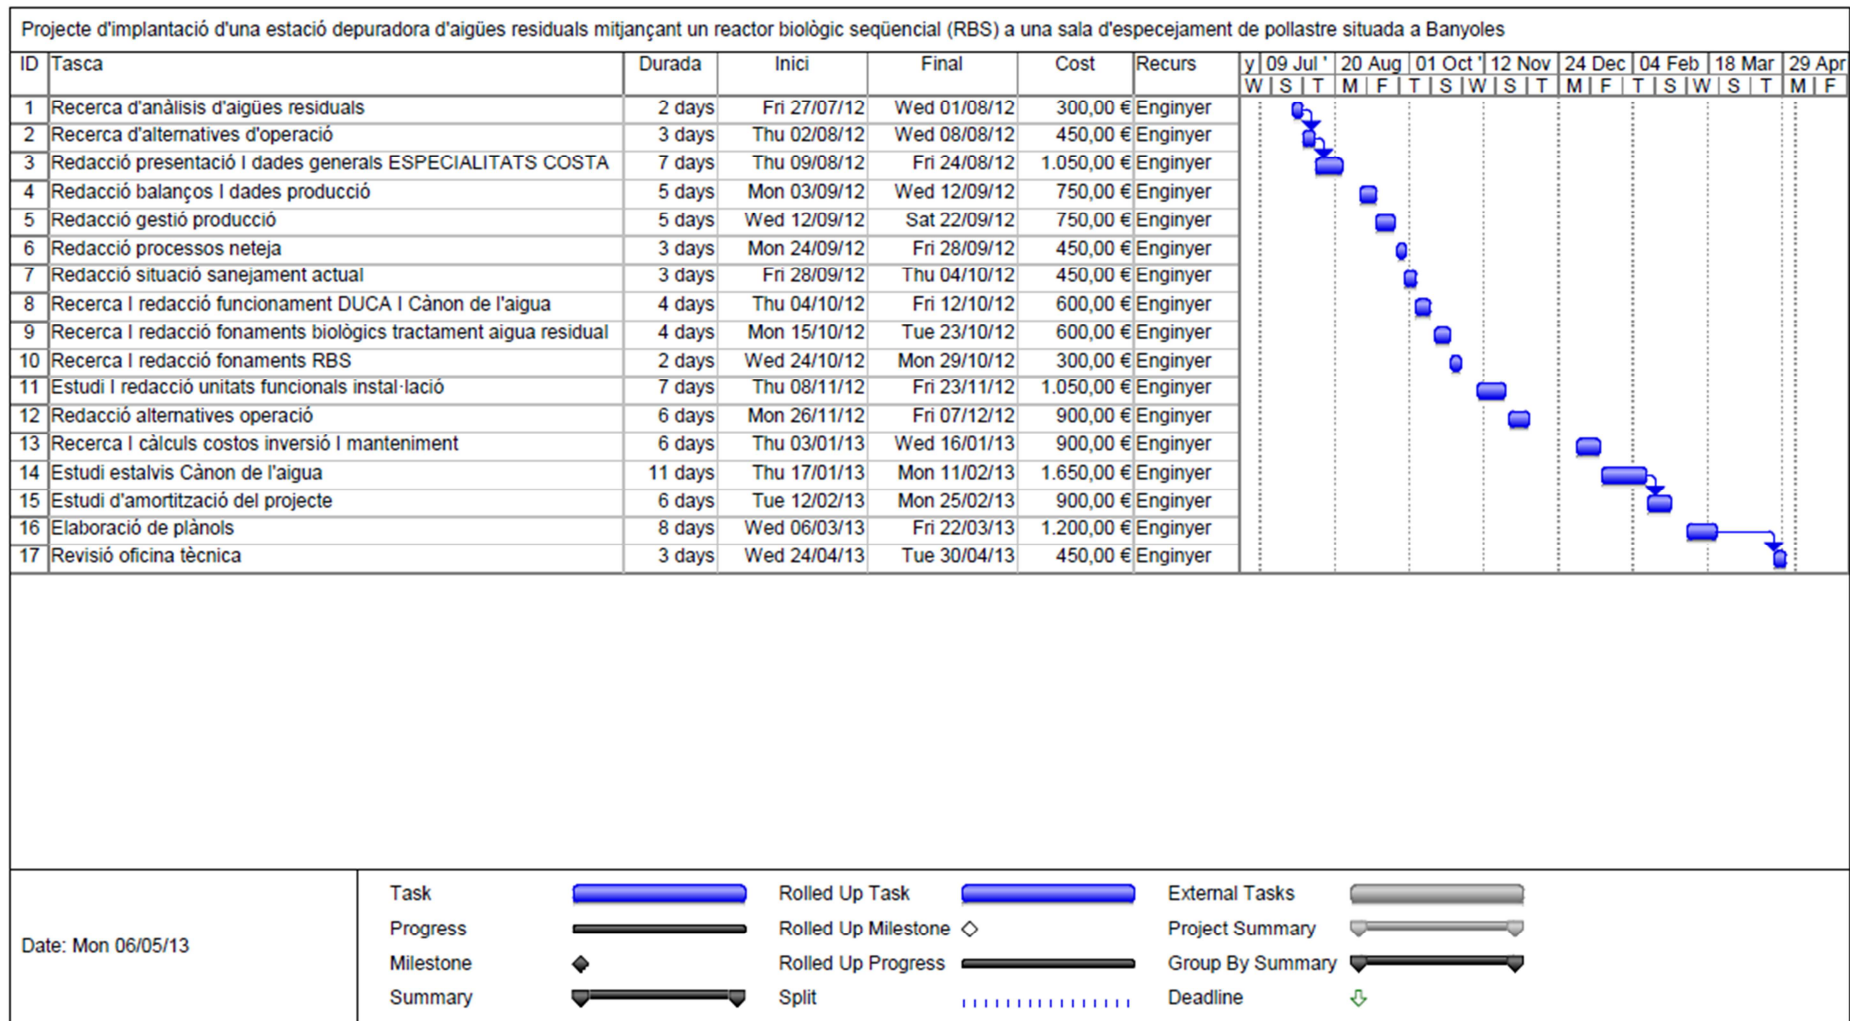 Projecte d'implantació d'una estació depuradora d'aigües residuals mitjançant un reactor biològic seqüencial (RBS) a una sala d'especejament de pollastre situada a Banyoles
ID Tasca Durada Inici Final Cost Recurs y 09 Jul ' 20 Aug 01 Oct ' 12 Nov 24 Dec 04 Feb 18 Mar 29 Apr
W S T M F T S W S T M F T S W S T M F
1 Recerca d'anàlisis d'aigües residuals 2 days Fri 27/07/12 Wed 01/08/12 300,00 € Enginyer
2 Recerca d'alternatives d'operació 3 days Thu 02/08/12 Wed 08/08/12 450,00 € Enginyer
3 Redacció presentació I dades generals ESPECIALITATS COSTA 7 days Thu 09/08/12 Fri 24/08/12 1.050,00 € Enginyer
4 Redacció balanços I dades producció 5 days Mon 03/09/12 Wed 12/09/12 750,00 € Enginyer
5 Redacció gestió producció 5 days Wed 12/09/12 Sat 22/09/12 750,00 € Enginyer
6 Redacció processos neteja 3 days Mon 24/09/12 Fri 28/09/12 450,00 € Enginyer
7 Redacció situació sanejament actual 3 days Fri 28/09/12 Thu 04/10/12 450,00 € Enginyer
8 Recerca I redacció funcionament DUCA I Cànon de l'aigua 4 days Thu 04/10/12 Fri 12/10/12 600,00 € Enginyer
9 Recerca I redacció fonaments biològics tractament aigua residual 4 days Mon 15/10/12 Tue 23/10/12 600,00 € Enginyer
10 Recerca I redacció fonaments RBS 2 days Wed 24/10/12 Mon 29/10/12 300,00 € Enginyer
11 Estudi I redacció unitats funcionals instal·lació 7 days Thu 08/11/12 Fri 23/11/12 1.050,00 € Enginyer
12 Redacció alternatives operació 6 days Mon 26/11/12 Fri 07/12/12 900,00 € Enginyer
13 Recerca I càlculs costos inversió I manteniment 6 days Thu 03/01/13 Wed 16/01/13 900,00 € Enginyer
14 Estudi estalvis Cànon de l'aigua 11 days Thu 17/01/13 Mon 11/02/13 1.650,00 € Enginyer
15 Estudi d'amortització del projecte 6 days Tue 12/02/13 Mon 25/02/13 900,00 € Enginyer
16 Elaboració de plànols 8 days Wed 06/03/13 Fri 22/03/13 1.200,00 € Enginyer
17 Revisió oficina tècnica 3 days Wed 24/04/13 Tue 30/04/13 450,00 € Enginyer
Date: Mon 06/05/13
Task Rolled Up Task External Tasks
Progress Rolled Up Milestone Project Summary
Milestone Rolled Up Progress Group By Summary
Summary Split Deadline